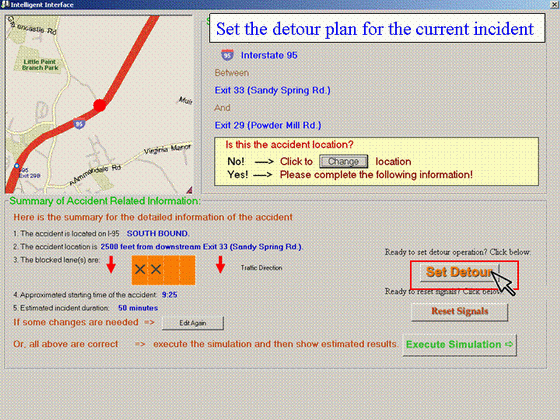 Intelligent Interface
Set the detour plan for the current incident
Little Paint
Branch Park
95
Interstate 95
Between
Exit 33 (Sandy Spring Rd.)
And
Exit 29 (Powder Mill Rd.)
Is this the accident location?
No! ---> Click to Change location
Yes! ---> Please complete the following information!
Virginia Manor
Ammendale Rd
Summary of Accident Related Information:
Here is the summary for the dotailed information of the accident
1. The accident is located on I-95 SOUTH BOUND.
2. The accident location is 2500 feet from downstream Exit 33 (Sandy Spring Rd.).
3. The blocked lane(s) are:
Traffic Direction
4. Approximated starting time of the accident: 9:25
5. Estimated incident duration: 50 minutes
If some changes are needed => Edit Again
Or, all above are correct => execute the simulation and then show estimated results.
Ready to set detour operation? Click below:
Set Detour
Ready to reset signals? Click below:
Reset Signals
Execute Simulation